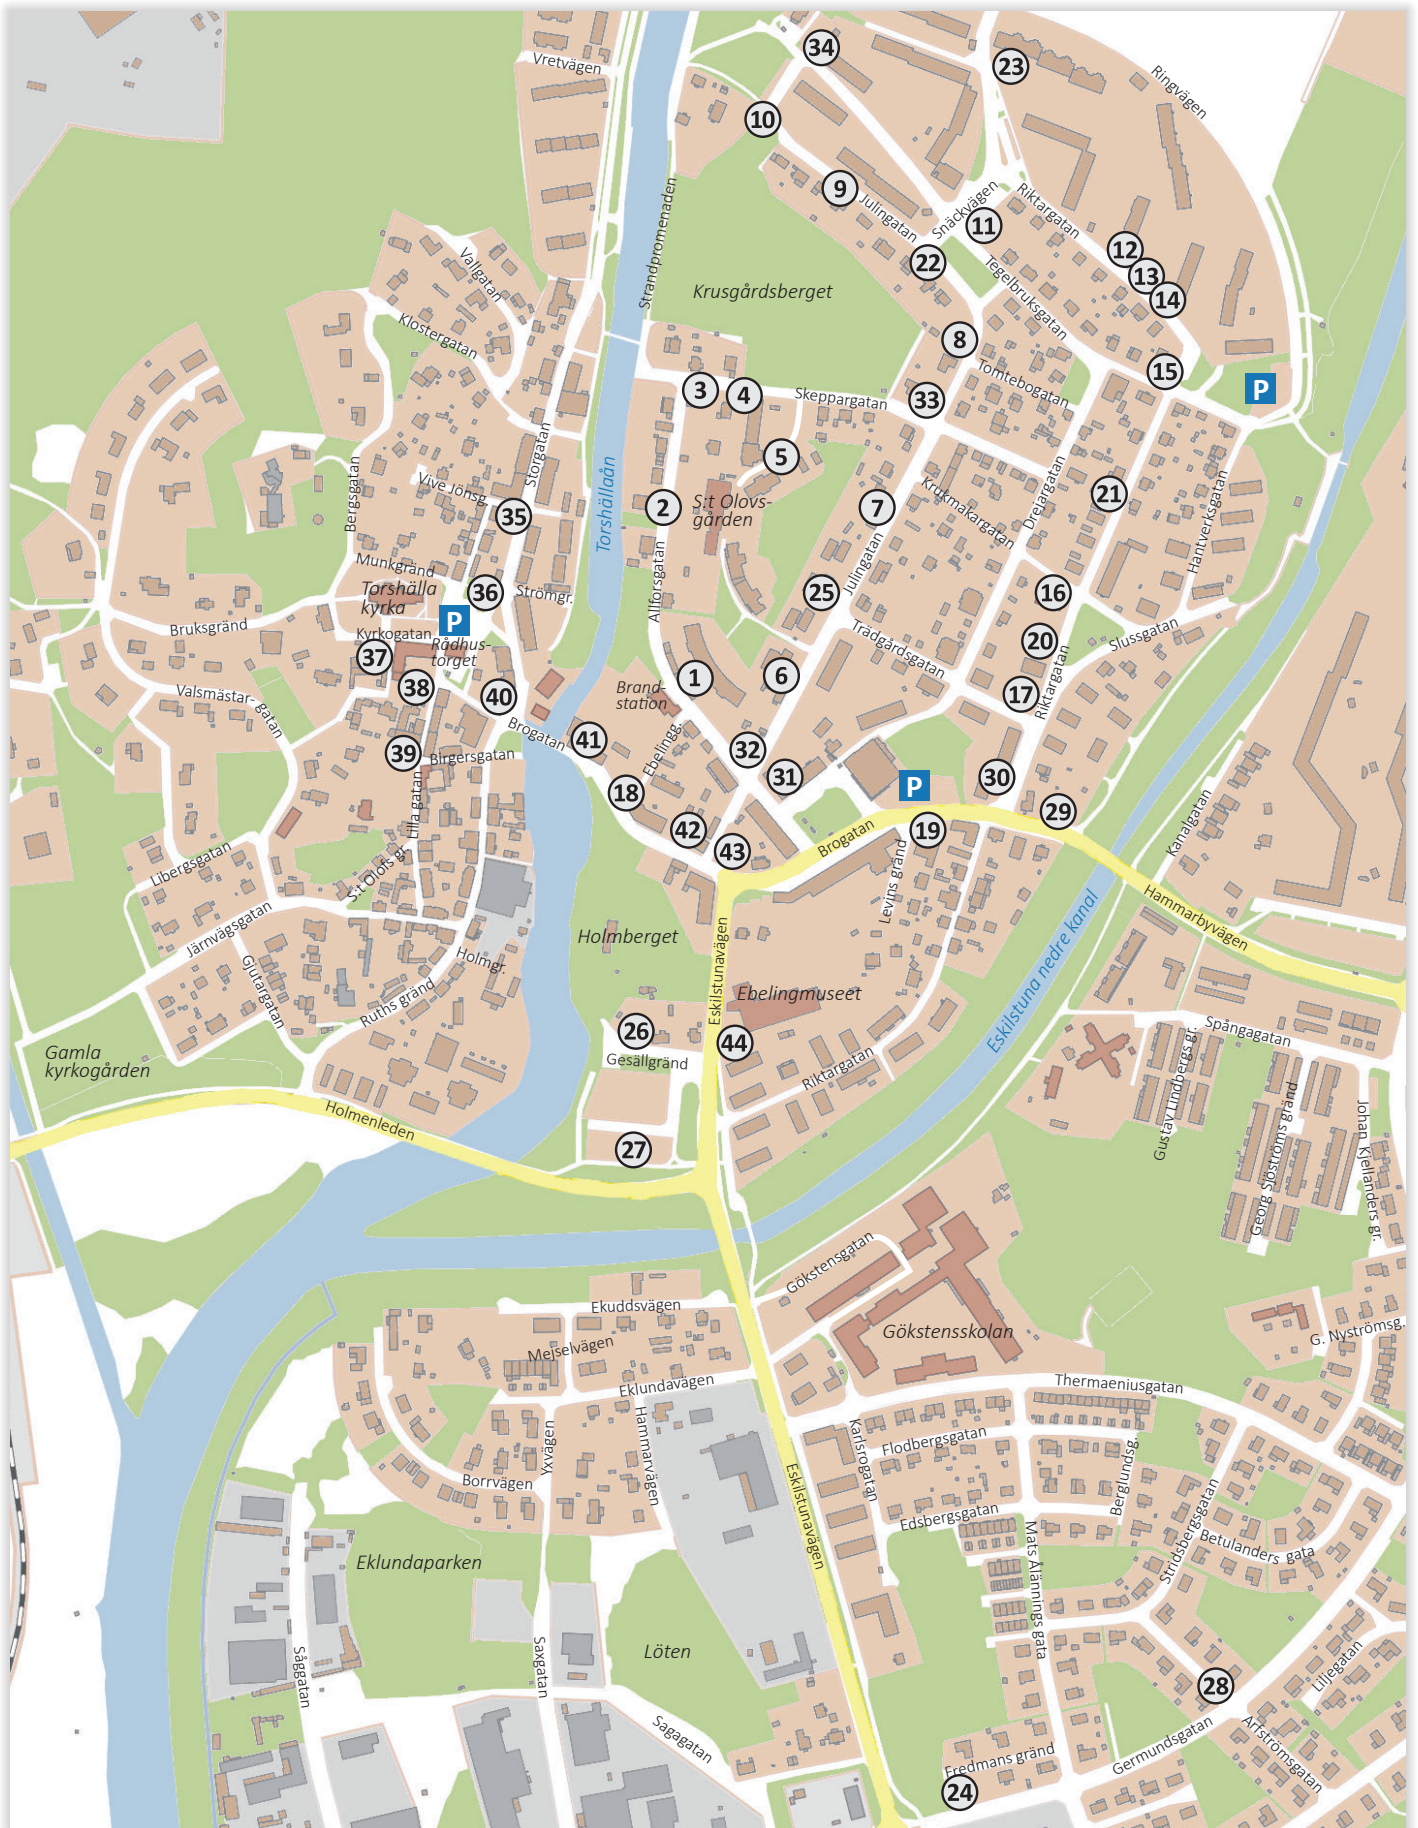 34
23
Ringvägen
Vretvägen
10
9
Julingatan
Snäckvägen
Riktargatan
11
Strandpromenaden
12
22
13
14
Vallgatan
Tegelbruksgatan
Krusgårdsberget
Klostergatan
8
15
Tomtebogatan
P
3
4
Skeppargatan
33
Storgatan
5
Krukmakargatan
Drejargatan
21
Hantverksgatan
Bergsgatan
Vive Jönsg.
35
Torshällaån
2
S:t Olovs-
gården
7
Julingatan
Munkgränd
Torshälla
kyrka
36
Strömgr.
Allforsgatan
25
16
P
Bruksgränd
Kyrkogatan
Rådhus-
torget
37
Trädgårdsgatan
20
Slussgatan
38
40
Valsmästar-
gatan
Brand-
station
1
6
17
Riktargatan
39
Birgersgatan
Brogatan
41
Ebelingg.
32
31
30
18
P
Lilla gatan
42
43
Brogatan
19
29
Kanalgatan
Libergsgatan
S:t Olofs gr.
Levins gränd
Hammarbyvägen
Järnvägsgatan
Holmberget
Eskilstunavägen
Eskilstuna nedre kanal
Gjutargatan
Holmgr.
Ruths gränd
Ebelingmuseet
26
44
Gesällgränd
Riktargatan
Spångagatan
Gamla
kyrkogården
Gustav Lindbergs gr.
Georg Sjöströms gränd
Johan Kjellanders gr.
Holmenleden
27
Gökstensgatan
Ekuddsvägen
Gökstensskolan
G. Nyströmsg.
Mejselvägen
Eklundavägen
Thermaeniusgatan
Hammarvägen
Yxvägen
Borrvägen
Karlsrogatan
Flodbergsgatan
Berglundsg.
Eskilstunavägen
Edsbergsgatan
Stridsbergsgatan
Betulanders gata
Eklundaparken
Mats Ålännings gata
Löten
Såggatan
Saxgatan
28
Liljegatan
Sagagatan
Germundsgatan
Arfströmsgatan
Fredmans gränd
24